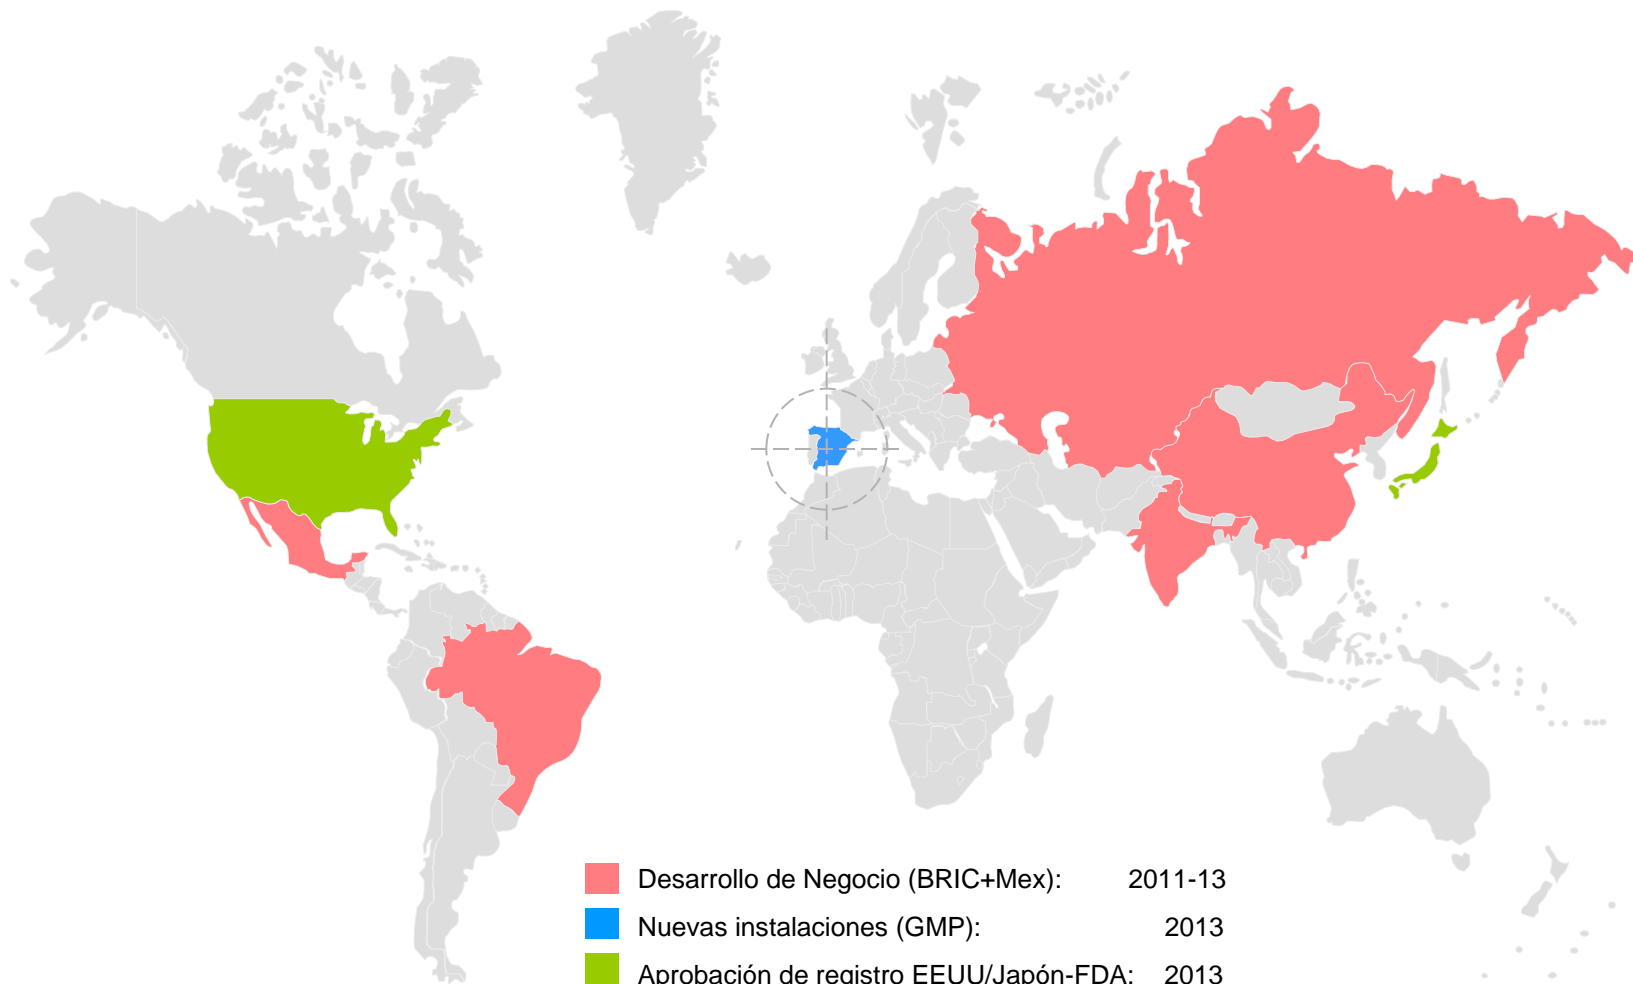 Desarrollo de Negocio (BRIC+Mex): 2011-13
Nuevas instalaciones (GMP): 2013
Aprobación de registro EEUU/Japón-FDA: 2013